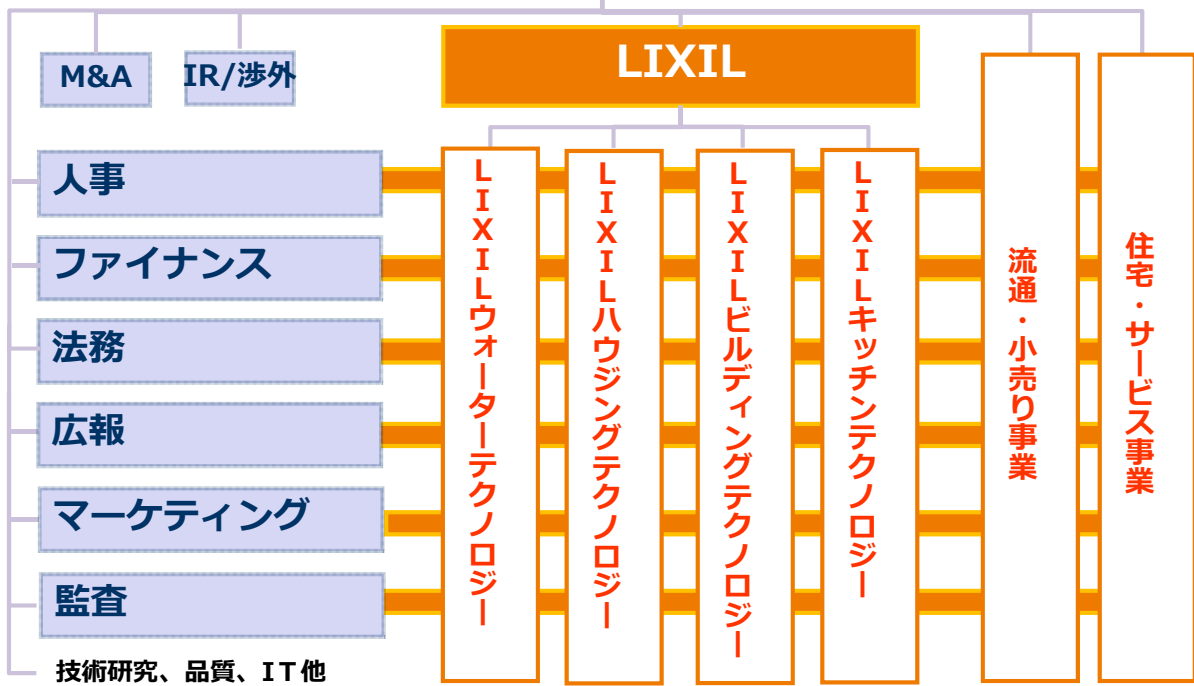 M&A
IR/渉外
LIXIL
人事
ファイナンス
法務
広報
マーケティング
監査
技術研究、品質、IT他
LIXILウォーターテクノロジー
LIXILハウジングテクノロジー
LIXILビルディングテクノロジー
LIXILキッチンテクノロジー
流通・小売り事業
住宅・サービス事業